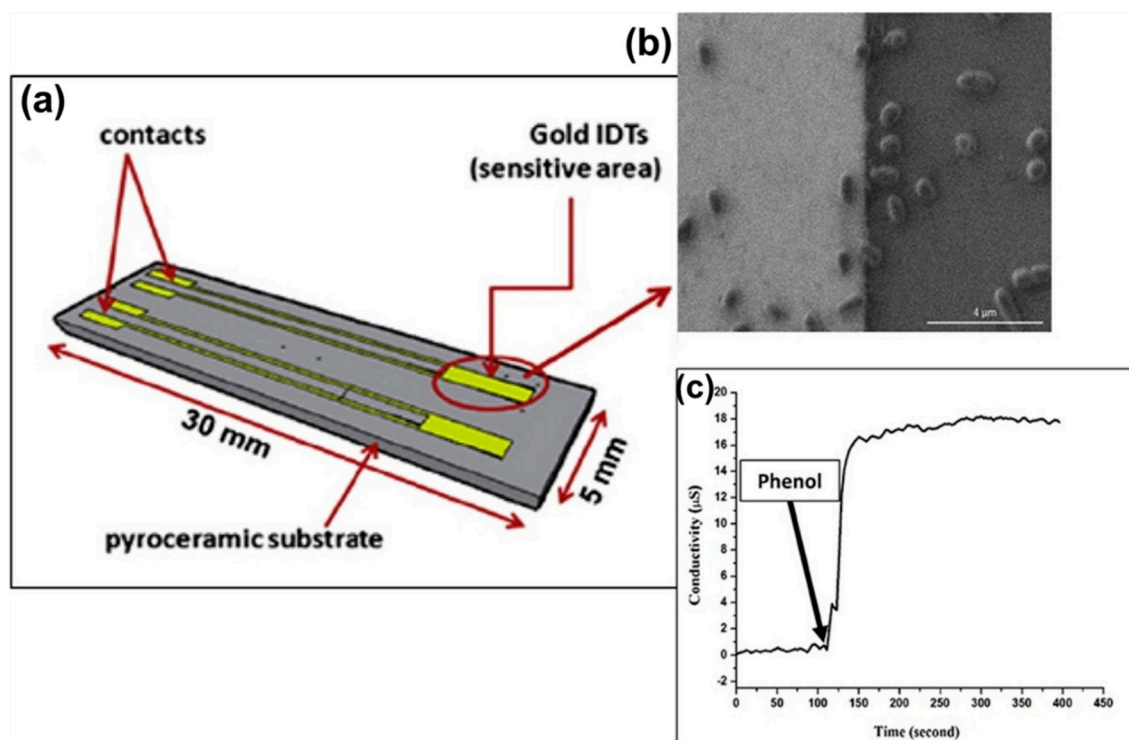 (a)
contacts
Gold IDTs
(sensitive area)
30 mm
5 mm
pyroceramic substrate
(b)
4 µm
(c)
20
18
16
14
12
10
8
6
4
2
0
-2
Conductivity (µS)
Phenol
0 50 100 150 200 250 300 350 400 450
Time (second)